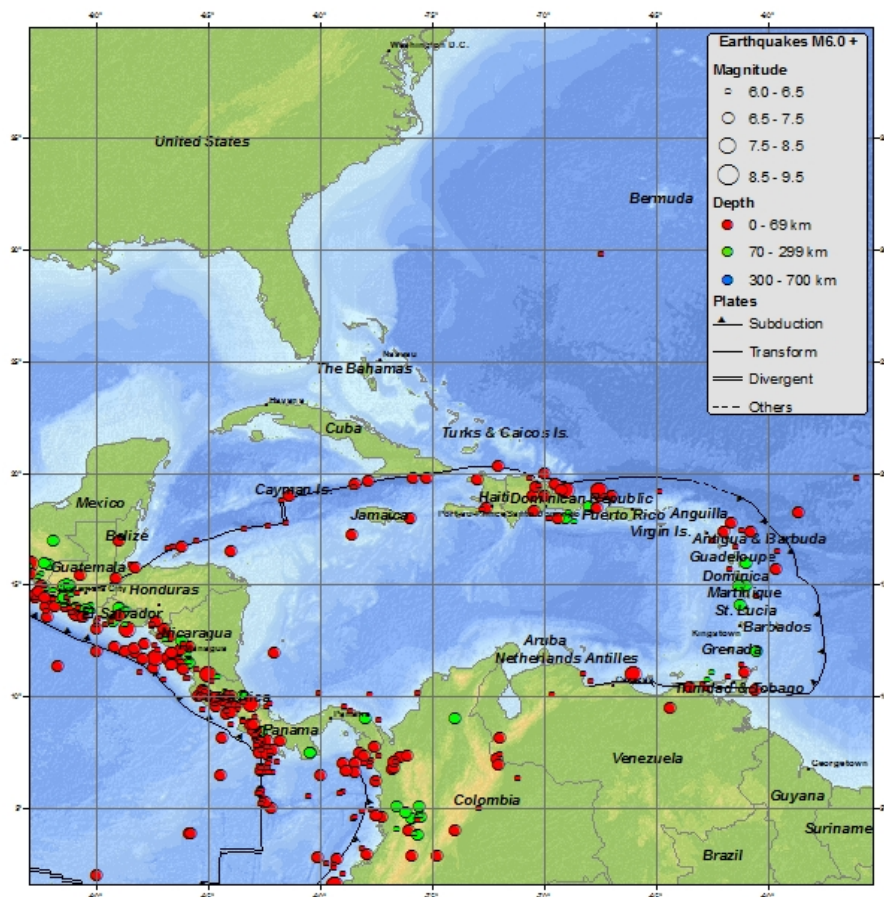 Washington D.C.
United States
Bermuda
Nassau
The Bahamas
Havana
Cuba
Turks & Caicos Is.
Cayman Is.
Haiti
Dominican Republic
Mexico
Jamaica
Puerto Rico
Anguilla
Virgin Is.
Belize
Antigua & Barbuda
Guatemala
Guadeloupe
Honduras
Dominica
Martinique
El Salvador
St. Lucia
Nicaragua
Kingstown
Barbados
Aruba
Grenada
Netherlands Antilles
Trinidad & Tobago
Panama
Venezuela
Georgetown
Colombia
Guyana
Suriname
Brazil
Earthquakes M6.0 +
Magnitude
6.0 - 6.5
6.5 - 7.5
7.5 - 8.5
8.5 - 9.5
Depth
0 - 69 km
70 - 299 km
300 - 700 km
Plates
Subduction
Transform
Divergent
Others